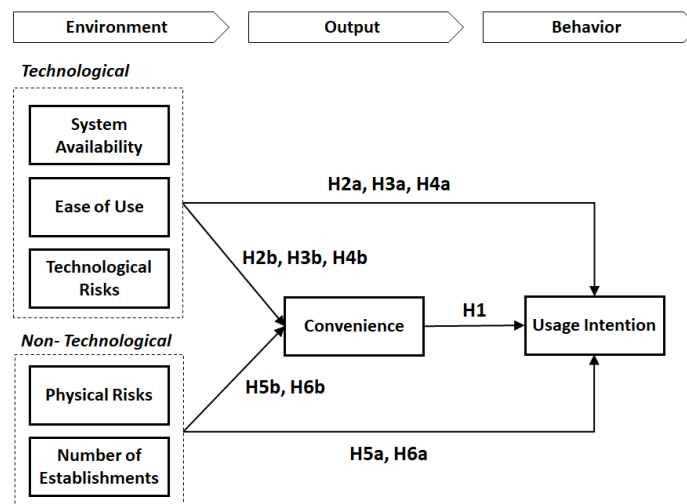 Environment
Output
Behavior
Technological
System
Availability
Ease of Use
Technological
Risks
H2a, H3a, H4a
H2b, H3b, H4b
Convenience
H1
Usage Intention
Non- Technological
Physical Risks
Number of
Establishments
H5b, H6b
H5a, H6a